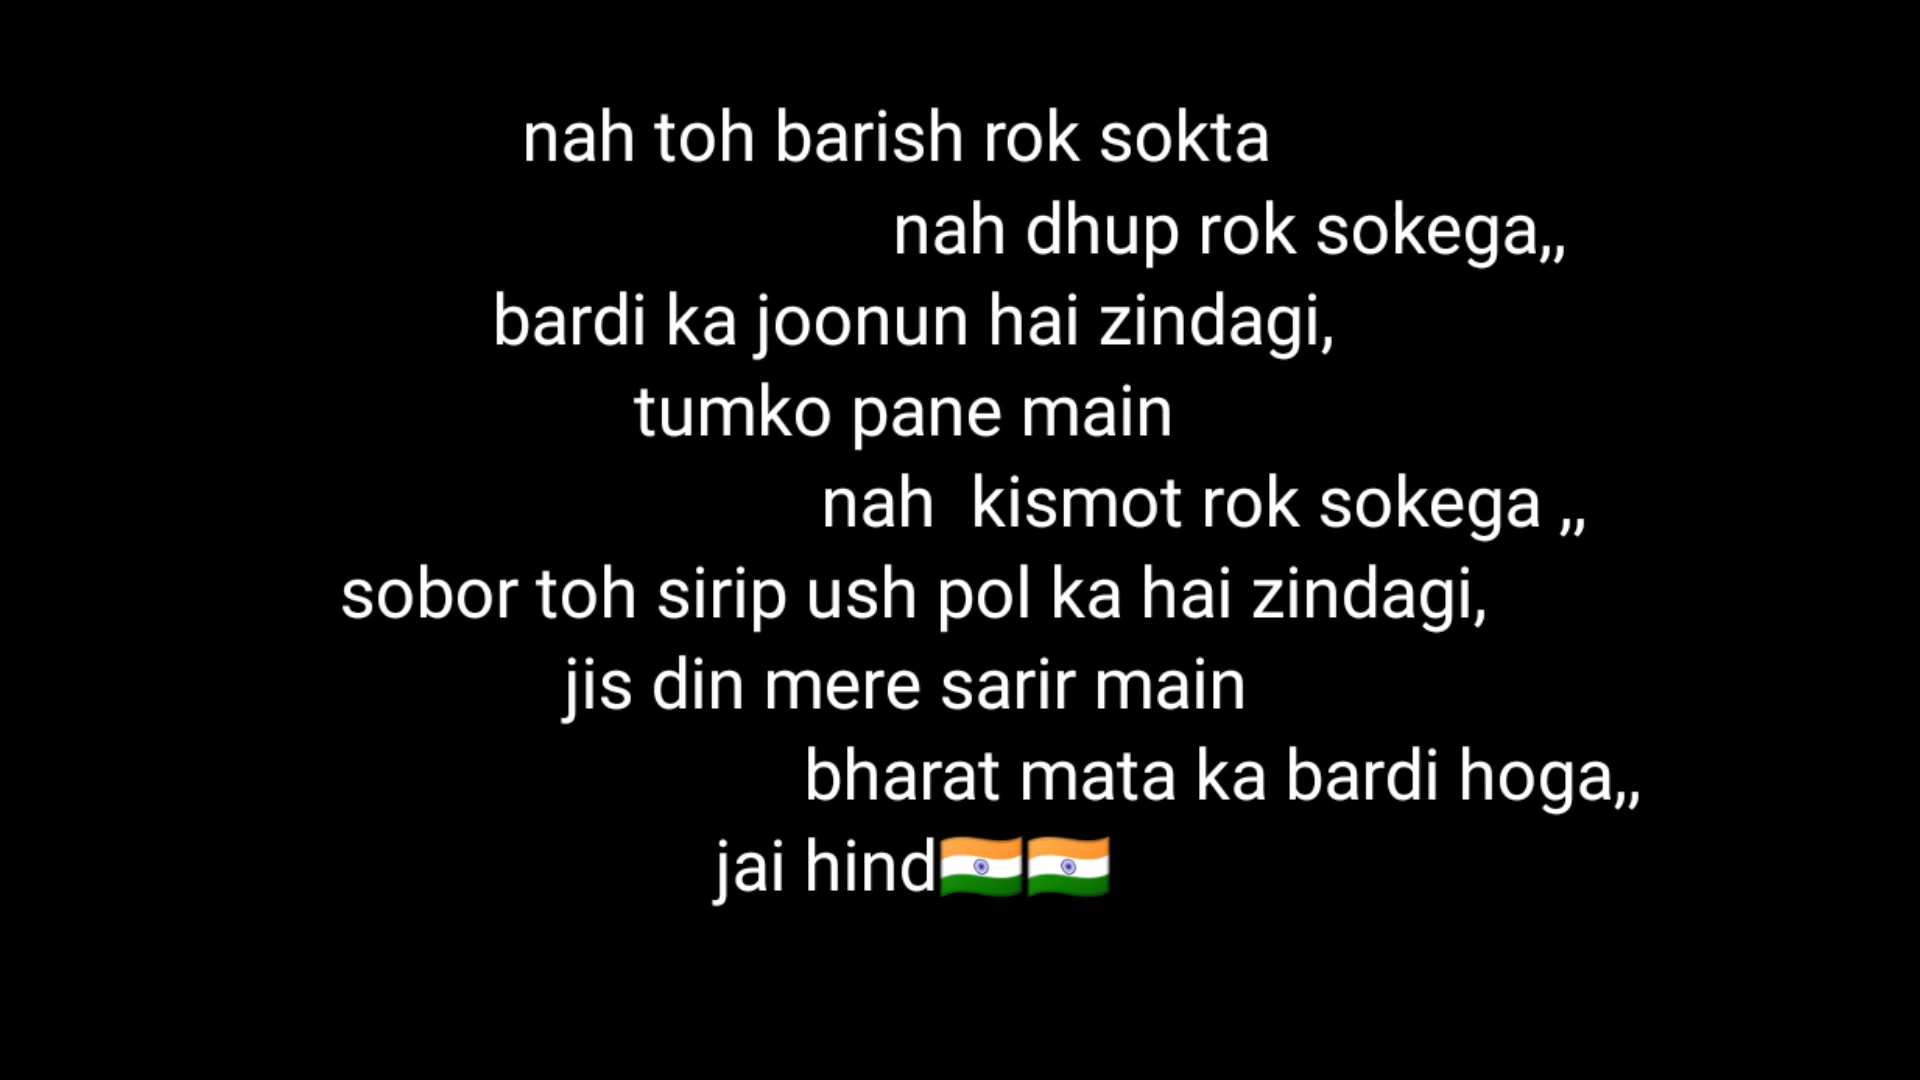 nah toh barish rok sokta
nah dhup rok sokega,,
bardi ka joonun hai zindagi,
tumko pane main
nah  kismot rok sokega ,,
sobor toh sirip ush pol ka hai zindagi,
jis din mere sarir main
bharat mata ka bardi hoga,,
jai hind🇮🇳🇮🇳